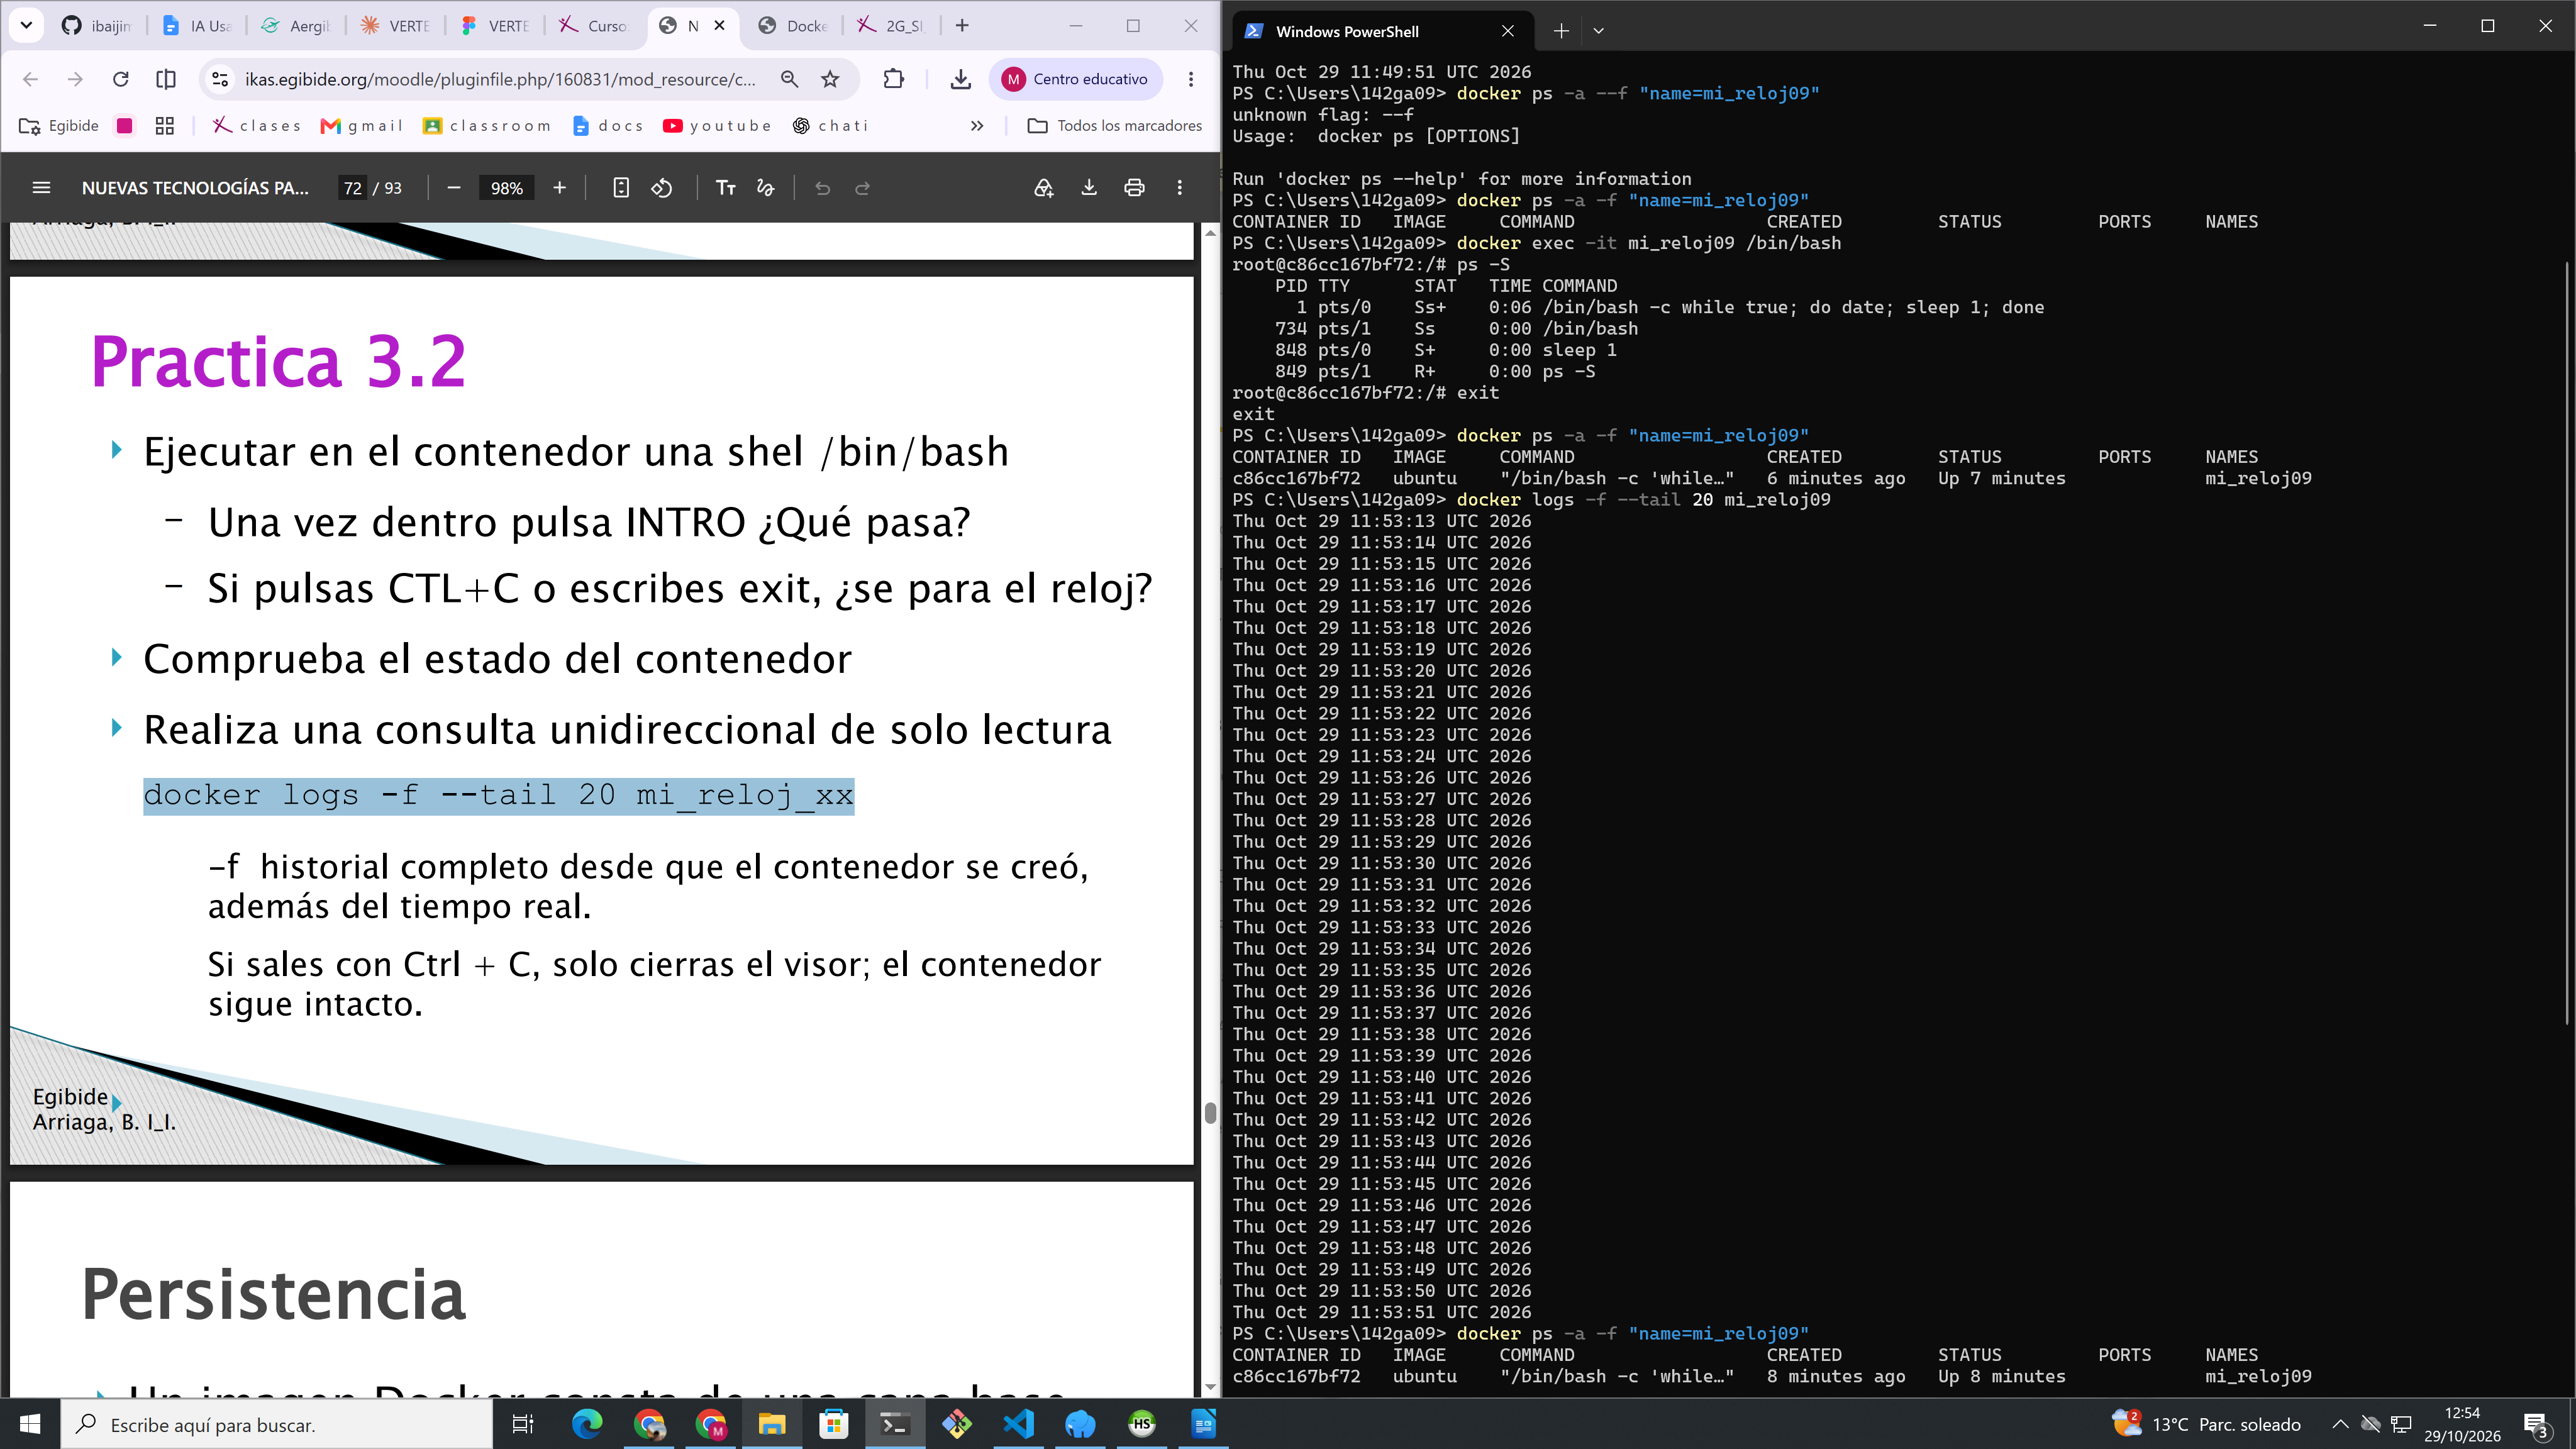 ibaijim
IA Usa
Aergib
VERTE
VERTE
Curso
N
Docke
2G_SI_
ikas.egibide.org/moodle/pluginfile.php/160831/mod_resource/c...
M Centro educativo
Egibide
clases
gmail
classroom
docs
youtube
chati
»
Todos los marcadores
NUEVAS TECNOLOGÍAS PA...
72 / 93
98%
Arriaga, B. I_I.
Practica 3.2
Ejecutar en el contenedor una shel /bin/bash
– Una vez dentro pulsa INTRO ¿Qué pasa?
– Si pulsas CTL+C o escribes exit, ¿se para el reloj?
Comprueba el estado del contenedor
Realiza una consulta unidireccional de solo lectura
docker logs -f --tail 20 mi_reloj_xx
-f historial completo desde que el contenedor se creó,
además del tiempo real.
Si sales con Ctrl + C, solo cierras el visor; el contenedor
sigue intacto.
Egibide
Arriaga, B. I_I.
Persistencia
Un imagen Docker consta de una capa base
Windows PowerShell
Thu Oct 29 11:49:51 UTC 2026
PS C:\Users\142ga09> docker ps -a --f "name=mi_reloj09"
unknown flag: --f
Usage:  docker ps [OPTIONS]
Run 'docker ps --help' for more information
PS C:\Users\142ga09> docker ps -a -f "name=mi_reloj09"
CONTAINER ID   IMAGE     COMMAND                  CREATED         STATUS         PORTS     NAMES
PS C:\Users\142ga09> docker exec -it mi_reloj09 /bin/bash
root@c86cc167bf72:/# ps -S
    PID TTY      STAT   TIME COMMAND
      1 pts/0    Ss+    0:06 /bin/bash -c while true; do date; sleep 1; done
    734 pts/1    Ss     0:00 /bin/bash
    848 pts/0    S+     0:00 sleep 1
    849 pts/1    R+     0:00 ps -S
root@c86cc167bf72:/# exit
exit
PS C:\Users\142ga09> docker ps -a -f "name=mi_reloj09"
CONTAINER ID   IMAGE     COMMAND                  CREATED         STATUS         PORTS     NAMES
c86cc167bf72   ubuntu    "/bin/bash -c 'while…"   6 minutes ago   Up 7 minutes             mi_reloj09
PS C:\Users\142ga09> docker logs -f --tail 20 mi_reloj09
Thu Oct 29 11:53:13 UTC 2026
Thu Oct 29 11:53:14 UTC 2026
Thu Oct 29 11:53:15 UTC 2026
Thu Oct 29 11:53:16 UTC 2026
Thu Oct 29 11:53:17 UTC 2026
Thu Oct 29 11:53:18 UTC 2026
Thu Oct 29 11:53:19 UTC 2026
Thu Oct 29 11:53:20 UTC 2026
Thu Oct 29 11:53:21 UTC 2026
Thu Oct 29 11:53:22 UTC 2026
Thu Oct 29 11:53:23 UTC 2026
Thu Oct 29 11:53:24 UTC 2026
Thu Oct 29 11:53:26 UTC 2026
Thu Oct 29 11:53:27 UTC 2026
Thu Oct 29 11:53:28 UTC 2026
Thu Oct 29 11:53:29 UTC 2026
Thu Oct 29 11:53:30 UTC 2026
Thu Oct 29 11:53:31 UTC 2026
Thu Oct 29 11:53:32 UTC 2026
Thu Oct 29 11:53:33 UTC 2026
Thu Oct 29 11:53:34 UTC 2026
Thu Oct 29 11:53:35 UTC 2026
Thu Oct 29 11:53:36 UTC 2026
Thu Oct 29 11:53:37 UTC 2026
Thu Oct 29 11:53:38 UTC 2026
Thu Oct 29 11:53:39 UTC 2026
Thu Oct 29 11:53:40 UTC 2026
Thu Oct 29 11:53:41 UTC 2026
Thu Oct 29 11:53:42 UTC 2026
Thu Oct 29 11:53:43 UTC 2026
Thu Oct 29 11:53:44 UTC 2026
Thu Oct 29 11:53:45 UTC 2026
Thu Oct 29 11:53:46 UTC 2026
Thu Oct 29 11:53:47 UTC 2026
Thu Oct 29 11:53:48 UTC 2026
Thu Oct 29 11:53:49 UTC 2026
Thu Oct 29 11:53:50 UTC 2026
Thu Oct 29 11:53:51 UTC 2026
PS C:\Users\142ga09> docker ps -a -f "name=mi_reloj09"
CONTAINER ID   IMAGE     COMMAND                  CREATED         STATUS         PORTS     NAMES
c86cc167bf72   ubuntu    "/bin/bash -c 'while…"   8 minutes ago   Up 8 minutes             mi_reloj09
Escribe aquí para buscar.
M
HS
2
13°C Parc. soleado
12:54
29/10/2026
3